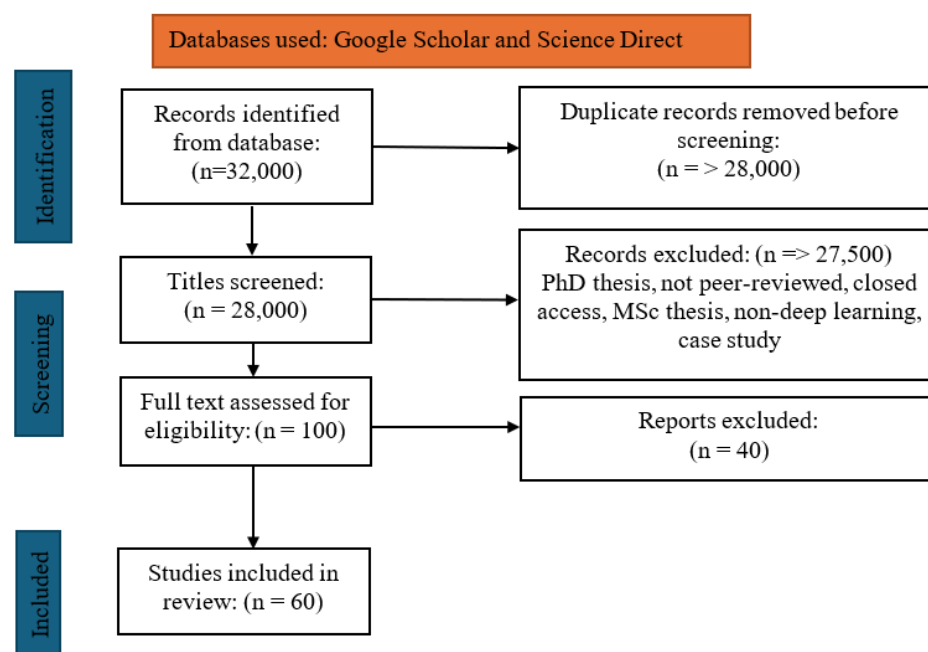 Databases used: Google Scholar and Science Direct
Identification
Records identified
from database:
(n=32,000)
Duplicate records removed before
screening:
(n = > 28,000)
Screening
Titles screened:
(n = 28,000)
Records excluded: (n => 27,500)
PhD thesis, not peer-reviewed, closed
access, MSc thesis, non-deep learning,
case study
Full text assessed for
eligibility: (n = 100)
Reports excluded:
(n = 40)
Included
Studies included in
review: (n = 60)